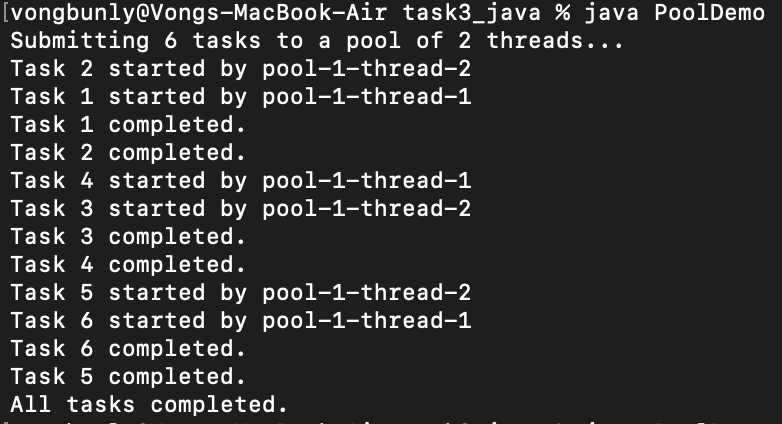 [vongbunly@Vongs-MacBook-Air task3_java % java PoolDemo
Submitting 6 tasks to a pool of 2 threads...
Task 2 started by pool-1-thread-2
Task 1 started by pool-1-thread-1
Task 1 completed.
Task 2 completed.
Task 4 started by pool-1-thread-1
Task 3 started by pool-1-thread-2
Task 3 completed.
Task 4 completed.
Task 5 started by pool-1-thread-2
Task 6 started by pool-1-thread-1
Task 6 completed.
Task 5 completed.
All tasks completed.